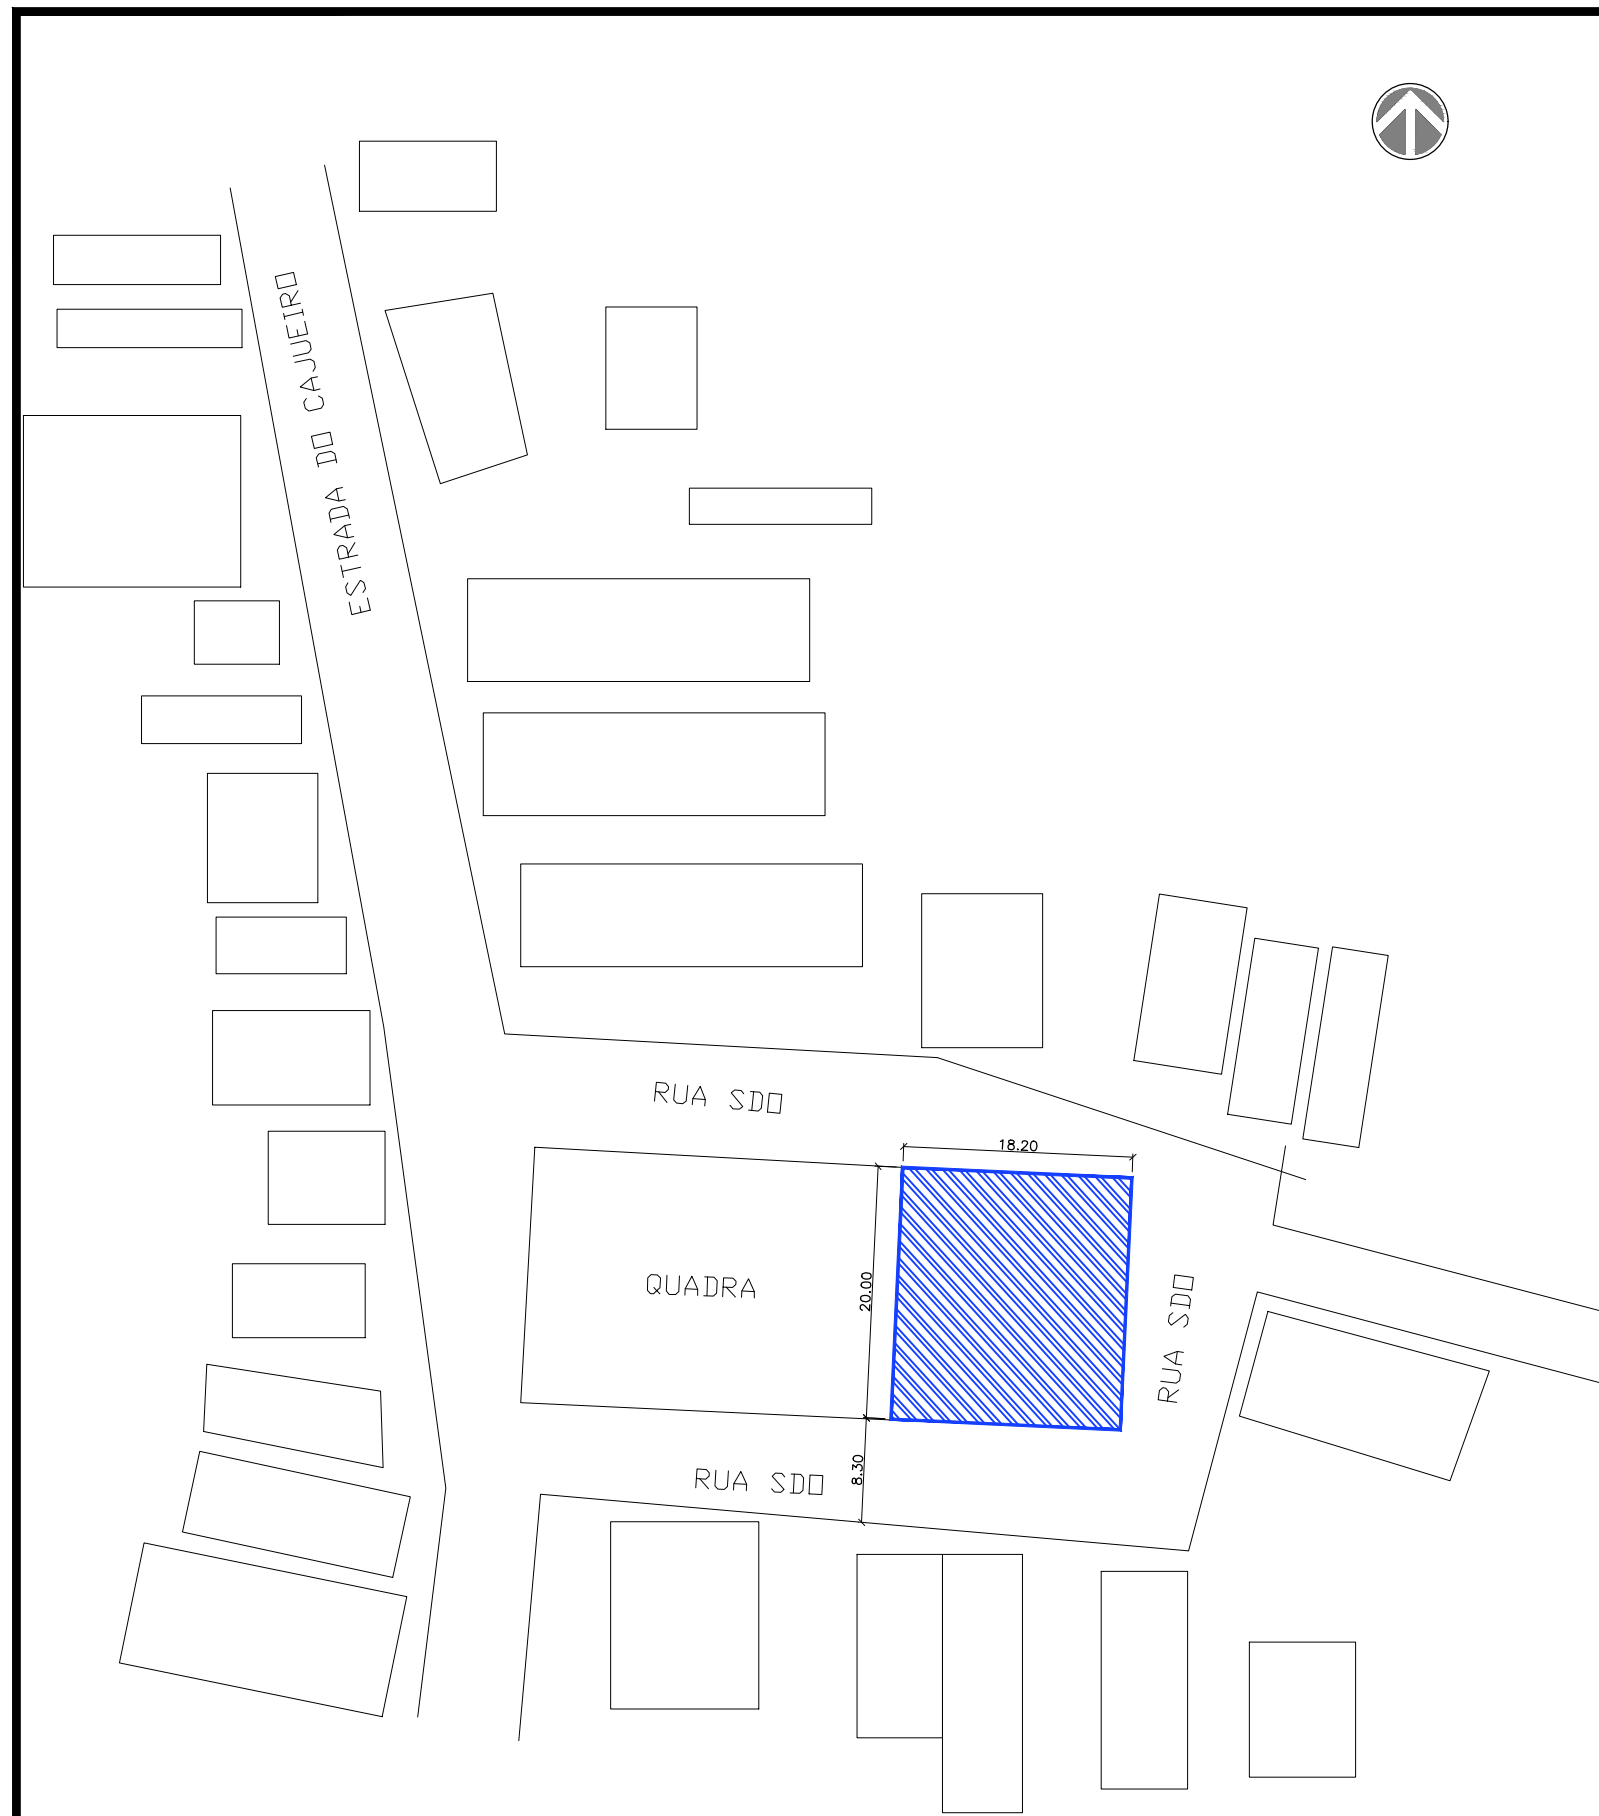 ESTRADA DO CAJUEIRO
RUA SDO
18.20
20.00
QUADRA
RUA SDO
8.30
RUA SDO